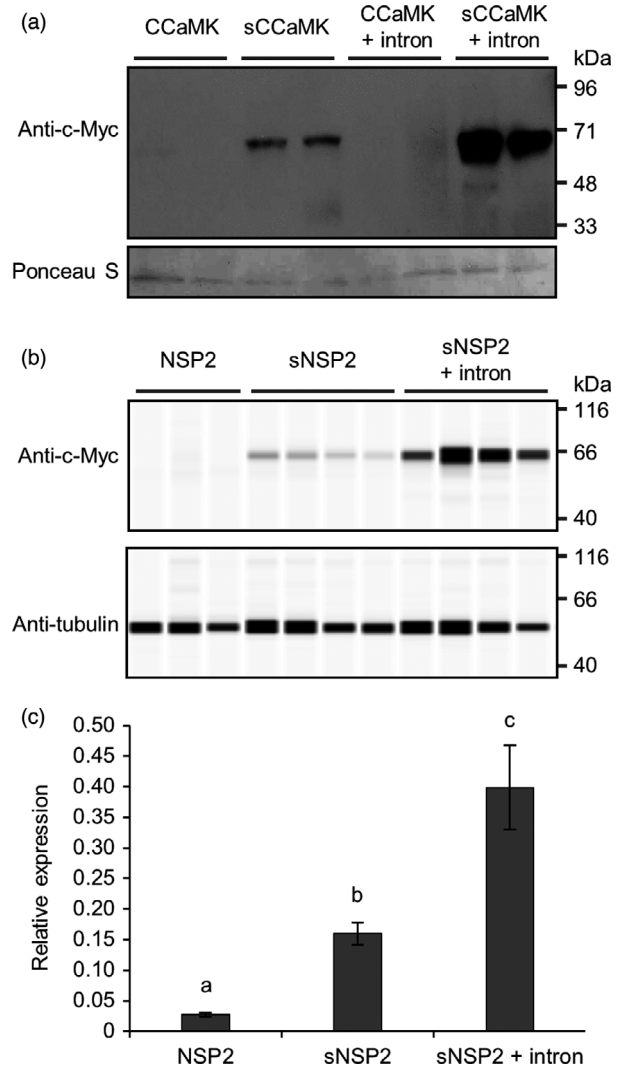 (a)
CCaMK sCCaMK CCaMK + intron sCCaMK + intron
kDa
Anti-c-Myc
96
71
48
33
Ponceau S
(b)
NSP2 sNSP2 sNSP2 + intron
kDa
Anti-c-Myc
116
66
40
Anti-tubulin
116
66
40
(c)
Relative expression
0.50
0.45
0.40
0.35
0.30
0.25
0.20
0.15
0.10
0.05
0
a
b
c
NSP2 sNSP2 sNSP2 + intron